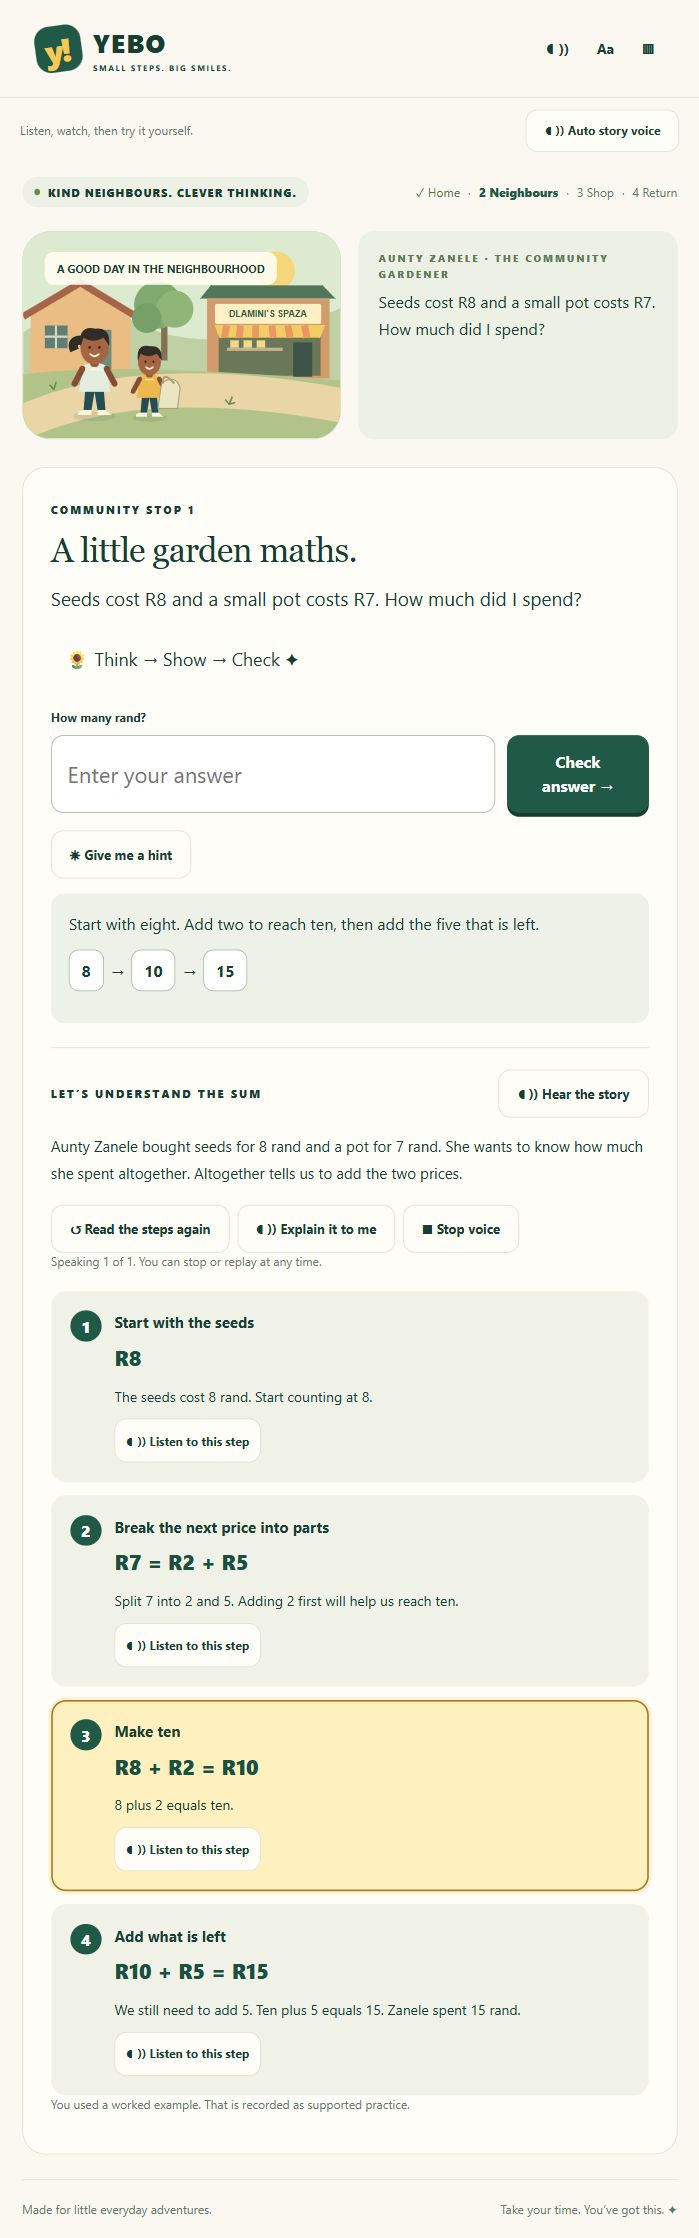 y!
YEBO
SMALL STEPS. BIG SMILES.
Aa
Listen, watch, then try it yourself.
Auto story voice
KIND NEIGHBOURS. CLEVER THINKING.
✓ Home · 2 Neighbours · 3 Shop · 4 Return
A GOOD DAY IN THE NEIGHBOURHOOD
DLAMINI'S SPAZA
AUNTY ZANELE · THE COMMUNITY
GARDENER
Seeds cost R8 and a small pot costs R7.
How much did I spend?
COMMUNITY STOP 1
A little garden maths.
Seeds cost R8 and a small pot costs R7. How much did I spend?
🌻 Think → Show → Check ✦
How many rand?
Enter your answer
Check
answer →
Give me a hint
Start with eight. Add two to reach ten, then add the five that is left.
8 → 10 → 15
LET'S UNDERSTAND THE SUM
Hear the story
Aunty Zanele bought seeds for 8 rand and a pot for 7 rand. She wants to know how much
she spent altogether. Altogether tells us to add the two prices.
↺ Read the steps again
Explain it to me
■ Stop voice
Speaking 1 of 1. You can stop or replay at any time.
1 Start with the seeds
R8
The seeds cost 8 rand. Start counting at 8.
Listen to this step
2 Break the next price into parts
R7 = R2 + R5
Split 7 into 2 and 5. Adding 2 first will help us reach ten.
Listen to this step
3 Make ten
R8 + R2 = R10
8 plus 2 equals ten.
Listen to this step
4 Add what is left
R10 + R5 = R15
We still need to add 5. Ten plus 5 equals 15. Zanele spent 15 rand.
Listen to this step
You used a worked example. That is recorded as supported practice.
Made for little everyday adventures.
Take your time. You've got this. ✦